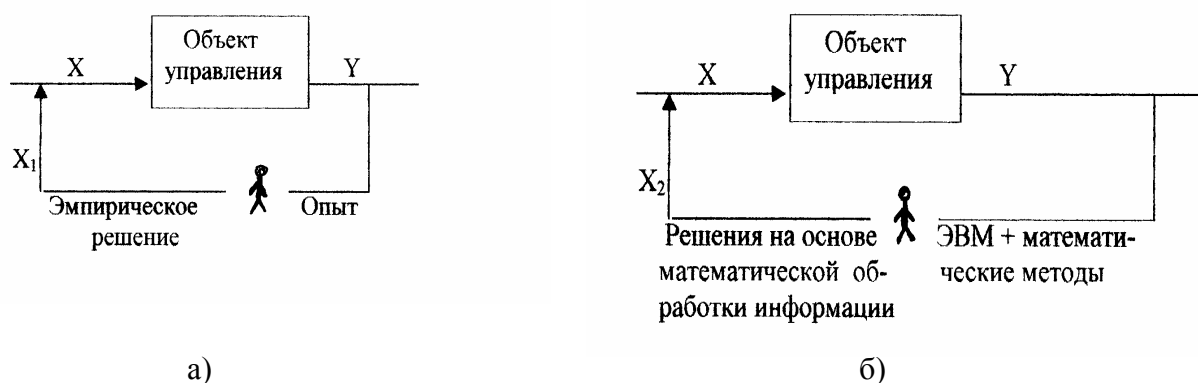 Объект
управления
X
Y
X₁
Эмпирическое
решение
Опыт
а)
Объект
управления
X
Y
X₂
Решения на основе
математической об-
работки информации
ЭВМ + математи-
ческие методы
б)